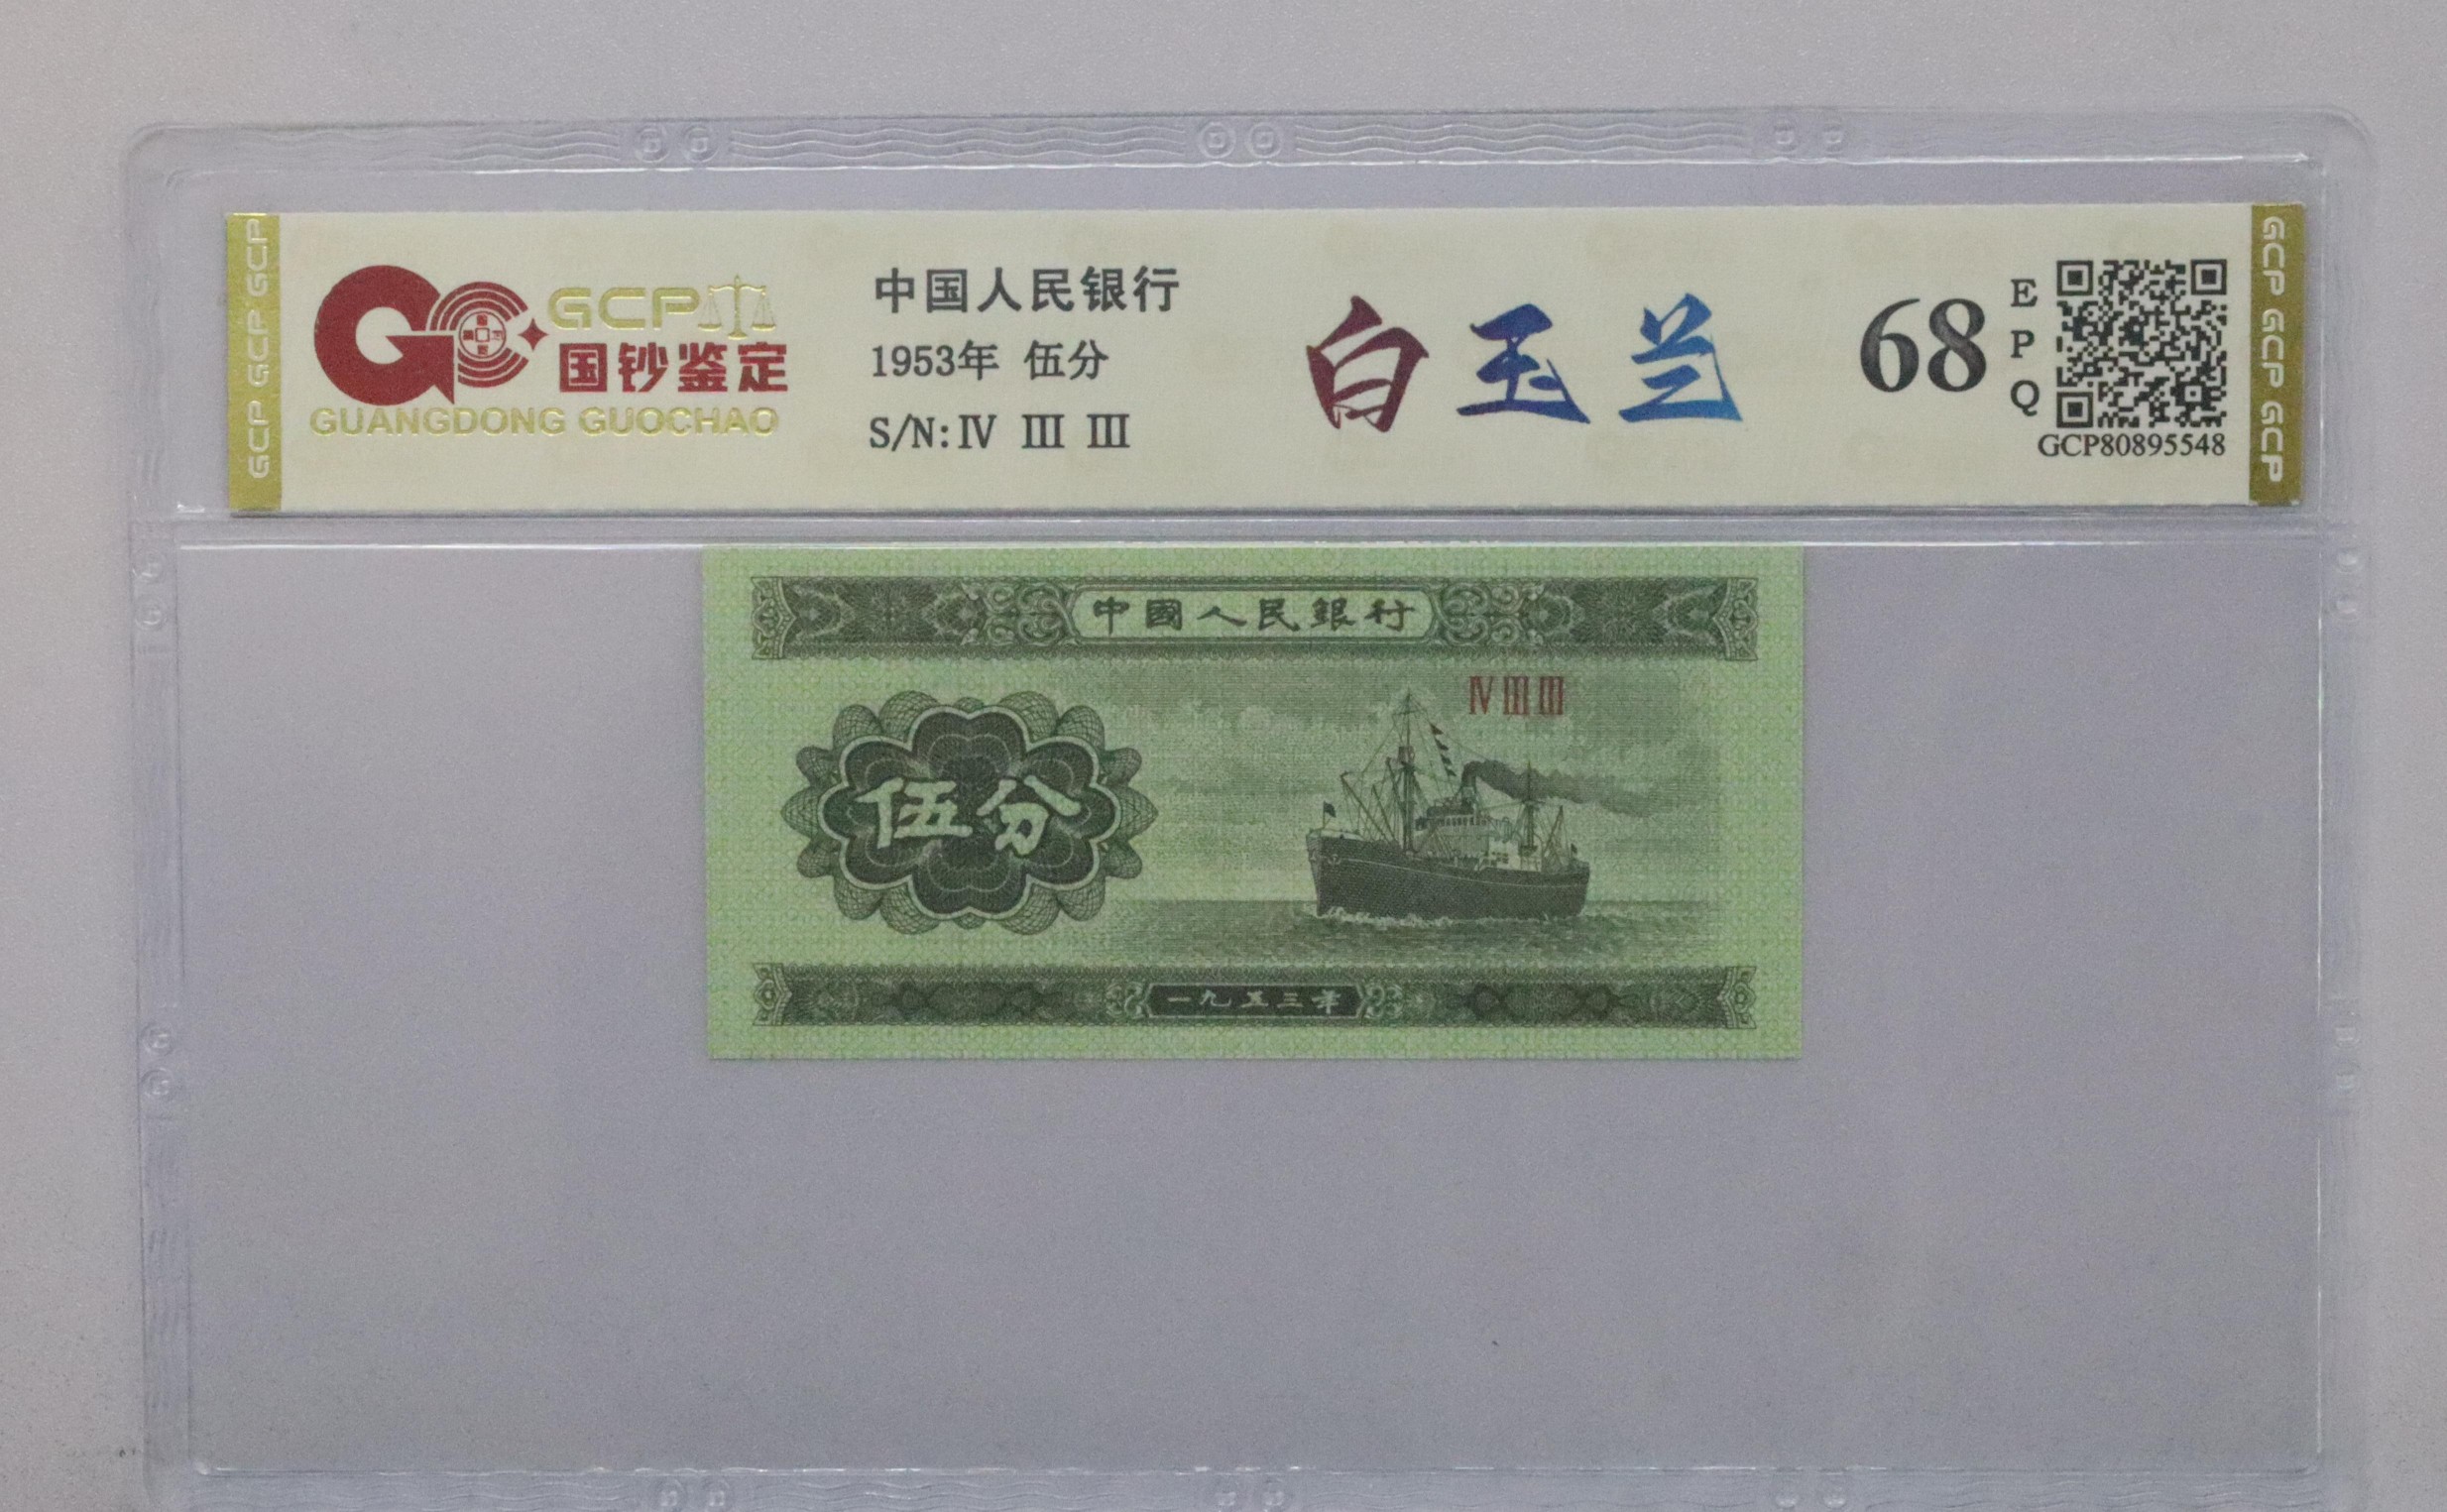 GCP GCP GCP
GCP
国钞鉴定
GUANGDONG GUOCHAO
中国人民银行
1953年 伍分
S/N: Ⅳ Ⅲ Ⅲ
白玉兰
68
E
P
Q
GCP80895548
GCP GCP GCP
中國人民銀行
Ⅳ Ⅲ Ⅲ
伍分
一九五三年